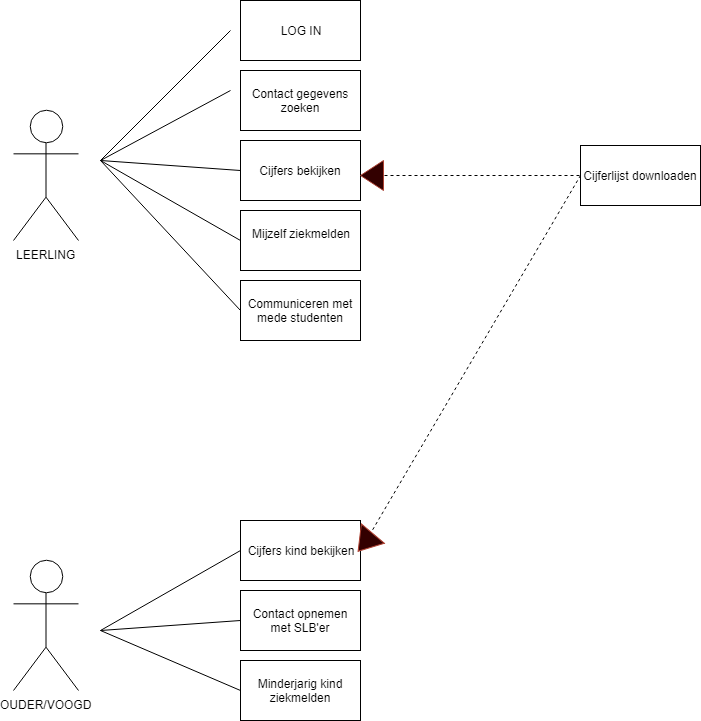 LOG IN
Contact gegevens
zoeken
Cijfers bekijken
Cijferlijst downloaden
Mijzelf ziekmelden
LEERLING
Communiceren met
mede studenten
Cijfers kind bekijken
Contact opnemen
met SLB'er
Minderjarig kind
ziekmelden
OUDER/VOOGD